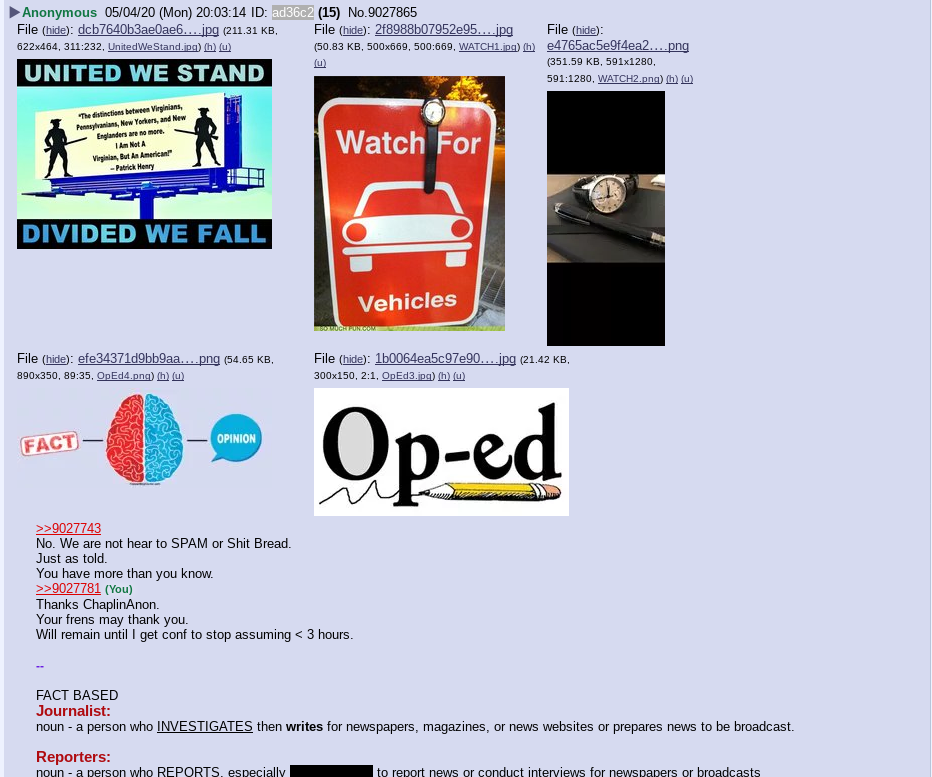 Anonymous 05/04/20 (Mon) 20:03:14 ID: ad36c2 (15) No.9027865
File (hide): dcb7640b3ae0ae6….jpg (211.31 KB,
622x464, 311:232, UnitedWeStand.jpg) (h) (u)
UNITED WE STAND
"The distinctions between Virginians,
Pennsylvanians, New Yorkers, and New
Englanders are no more.
I Am Not A
Virginian, But An American!"
– Patrick Henry
DIVIDED WE FALL
File (hide): 2f8988b07952e95….jpg
(50.83 KB, 500x669, 500:669, WATCH1.jpg) (h)
(u)
Watch For
Vehicles
SO MUCH PUN.COM
File (hide):
e4765ac5e9f4ea2….png
(351.59 KB, 591x1280,
591:1280, WATCH2.png) (h) (u)
File (hide): efe34371d9bb9aa….png (54.65 KB,
890x350, 89:35, OpEd4.png) (h) (u)
FACT
OPINION
File (hide): 1b0064ea5c97e90….jpg (21.42 KB,
300x150, 2:1, OpEd3.jpg) (h) (u)
Op-ed
>>9027743
No. We are not hear to SPAM or Shit Bread.
Just as told.
You have more than you know.
>>9027781 (You)
Thanks ChaplinAnon.
Your frens may thank you.
Will remain until I get conf to stop assuming < 3 hours.
--
FACT BASED
Journalist:
noun - a person who INVESTIGATES then writes for newspapers, magazines, or news websites or prepares news to be broadcast.
Reporters:
noun - a person who REPORTS, especially to report news or conduct interviews for newspapers or broadcasts